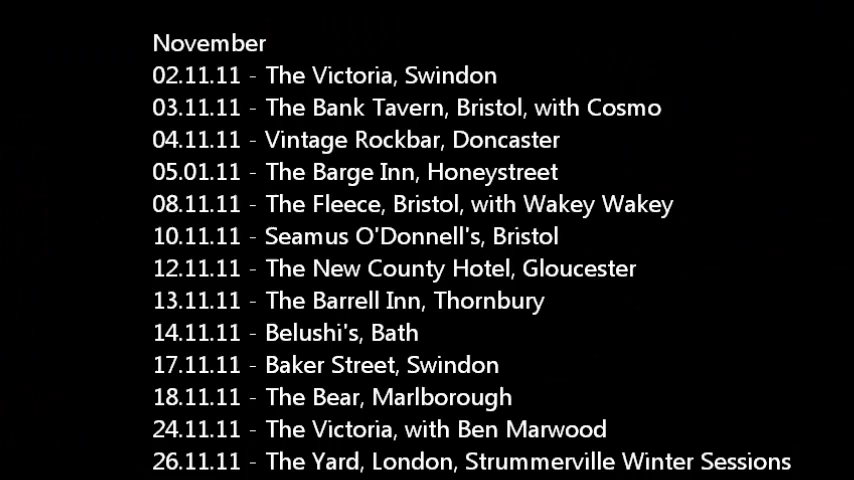 November
02.11.11 - The Victoria, Swindon
03.11.11 - The Bank Tavern, Bristol, with Cosmo
04.11.11 - Vintage Rockbar, Doncaster
05.01.11 - The Barge Inn, Honeystreet
08.11.11 - The Fleece, Bristol, with Wakey Wakey
10.11.11 - Seamus O'Donnell's, Bristol
12.11.11 - The New County Hotel, Gloucester
13.11.11 - The Barrell Inn, Thornbury
14.11.11 - Belushi's, Bath
17.11.11 - Baker Street, Swindon
18.11.11 - The Bear, Marlborough
24.11.11 - The Victoria, with Ben Marwood
26.11.11 - The Yard, London, Strummerville Winter Sessions